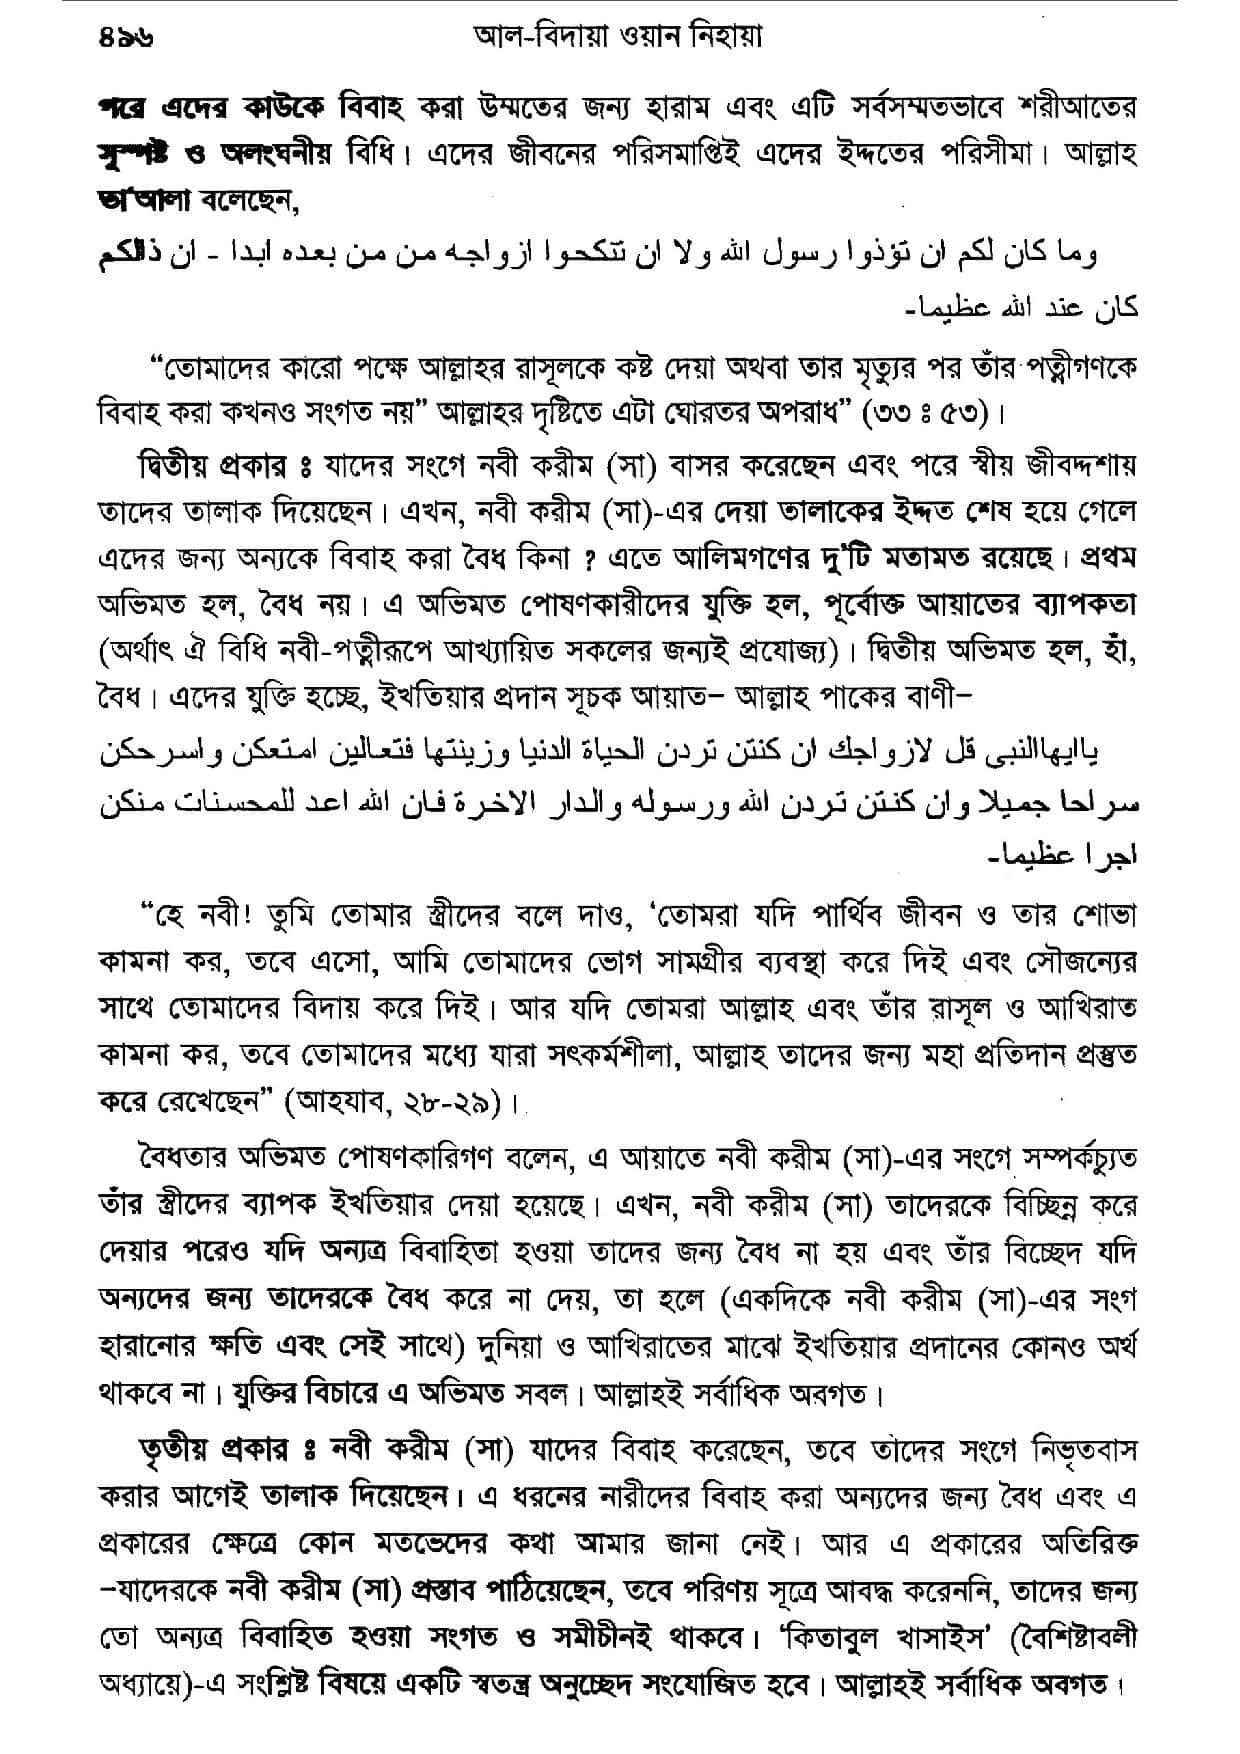 ৪৯৬
আল-বিদায়া ওয়ান নিহায়া
পরে এদের কাউকে বিবাহ করা উম্মতের জন্য হারাম এবং এটি সর্বসম্মতভাবে শরীআতের
সুস্পষ্ট ও অলংঘনীয় বিধি। এদের জীবনের পরিসমাপ্তিই এদের ইদ্দতের পরিসীমা। আল্লাহ
তা'আলা বলেছেন,
وما كان لكم ان تؤذوا رسول الله ولا ان تنكحوا ازواجه من من بعده ابدا - ان ذالكم
كان عند الله عظيما-
“তোমাদের কারো পক্ষে আল্লাহর রাসূলকে কষ্ট দেয়া অথবা তার মৃত্যুর পর তাঁর পত্নীগণকে
বিবাহ করা কখনও সংগত নয়” আল্লাহর দৃষ্টিতে এটা ঘোরতর অপরাধ” (৩৩ ঃ ৫৩)।
দ্বিতীয় প্রকার ঃ যাদের সংগে নবী করীম (সা) বাসর করেছেন এবং পরে স্বীয় জীবদ্দশায়
তাদের তালাক দিয়েছেন। এখন, নবী করীম (সা)-এর দেয়া তালাকের ইদ্দত শেষ হয়ে গেলে
এদের জন্য অন্যকে বিবাহ করা বৈধ কিনা ? এতে আলিমগণের দু'টি মতামত রয়েছে। প্রথম
অভিমত হল, বৈধ নয়। এ অভিমত পোষণকারীদের যুক্তি হল, পূর্বোক্ত আয়াতের ব্যাপকতা
(অর্থাৎ ঐ বিধি নবী-পত্নীরূপে আখ্যায়িত সকলের জন্যই প্রযোজ্য)। দ্বিতীয় অভিমত হল, হাঁ,
বৈধ। এদের যুক্তি হচ্ছে, ইখতিয়ার প্রদান সূচক আয়াত– আল্লাহ পাকের বাণী–
ياايهاالنبى قل لازواجك ان كنتن تردن الحياة الدنيا وزينتها فتعالين امتعكن واسرحكن
سراحا جميلا وان كنتن تردن الله ورسوله والدار الاخرة فان الله اعد للمحسنات منكن
اجرا عظيما-
“হে নবী! তুমি তোমার স্ত্রীদের বলে দাও, ‘তোমরা যদি পার্থিব জীবন ও তার শোভা
কামনা কর, তবে এসো, আমি তোমাদের ভোগ সামগ্রীর ব্যবস্থা করে দিই এবং সৌজন্যের
সাথে তোমাদের বিদায় করে দিই। আর যদি তোমরা আল্লাহ এবং তাঁর রাসূল ও আখিরাত
কামনা কর, তবে তোমাদের মধ্যে যারা সৎকর্মশীলা, আল্লাহ তাদের জন্য মহা প্রতিদান প্রস্তুত
করে রেখেছেন” (আহযাব, ২৮-২৯)।
বৈধতার অভিমত পোষণকারিগণ বলেন, এ আয়াতে নবী করীম (সা)-এর সংগে সম্পর্কচ্যুত
তাঁর স্ত্রীদের ব্যাপক ইখতিয়ার দেয়া হয়েছে। এখন, নবী করীম (সা) তাদেরকে বিচ্ছিন্ন করে
দেয়ার পরেও যদি অন্যত্র বিবাহিতা হওয়া তাদের জন্য বৈধ না হয় এবং তাঁর বিচ্ছেদ যদি
অন্যদের জন্য তাদেরকে বৈধ করে না দেয়, তা হলে (একদিকে নবী করীম (সা)-এর সংগ
হারানোর ক্ষতি এবং সেই সাথে) দুনিয়া ও আখিরাতের মাঝে ইখতিয়ার প্রদানের কোনও অর্থ
থাকবে না। যুক্তির বিচারে এ অভিমত সবল। আল্লাহই সর্বাধিক অবগত।
তৃতীয় প্রকার ঃ নবী করীম (সা) যাদের বিবাহ করেছেন, তবে তাদের সংগে নিভৃতবাস
করার আগেই তালাক দিয়েছেন। এ ধরনের নারীদের বিবাহ করা অন্যদের জন্য বৈধ এবং এ
প্রকারের ক্ষেত্রে কোন মতভেদের কথা আমার জানা নেই। আর এ প্রকারের অতিরিক্ত
–যাদেরকে নবী করীম (সা) প্রস্তাব পাঠিয়েছেন, তবে পরিণয় সূত্রে আবদ্ধ করেননি, তাদের জন্য
তো অন্যত্র বিবাহিত হওয়া সংগত ও সমীচীনই থাকবে। ‘কিতাবুল খাসাইস’ (বৈশিষ্টাবলী
অধ্যায়ে)-এ সংশ্লিষ্ট বিষয়ে একটি স্বতন্ত্র অনুচ্ছেদ সংযোজিত হবে। আল্লাহই সর্বাধিক অবগত।